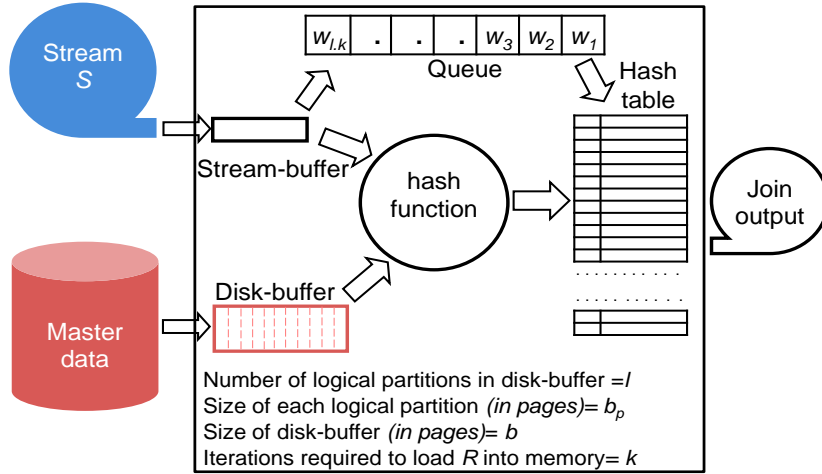 Stream
S
w_{l.k} . . . w_3 w_2 w_1
Queue
Hash
table
Stream-buffer
hash
function
Join
output
Disk-buffer
Master
data
. . . . . . . . . . .
. . . . . . . . . . .
Number of logical partitions in disk-buffer =l
Size of each logical partition (in pages)= b_p
Size of disk-buffer (in pages)= b
Iterations required to load R into memory= k